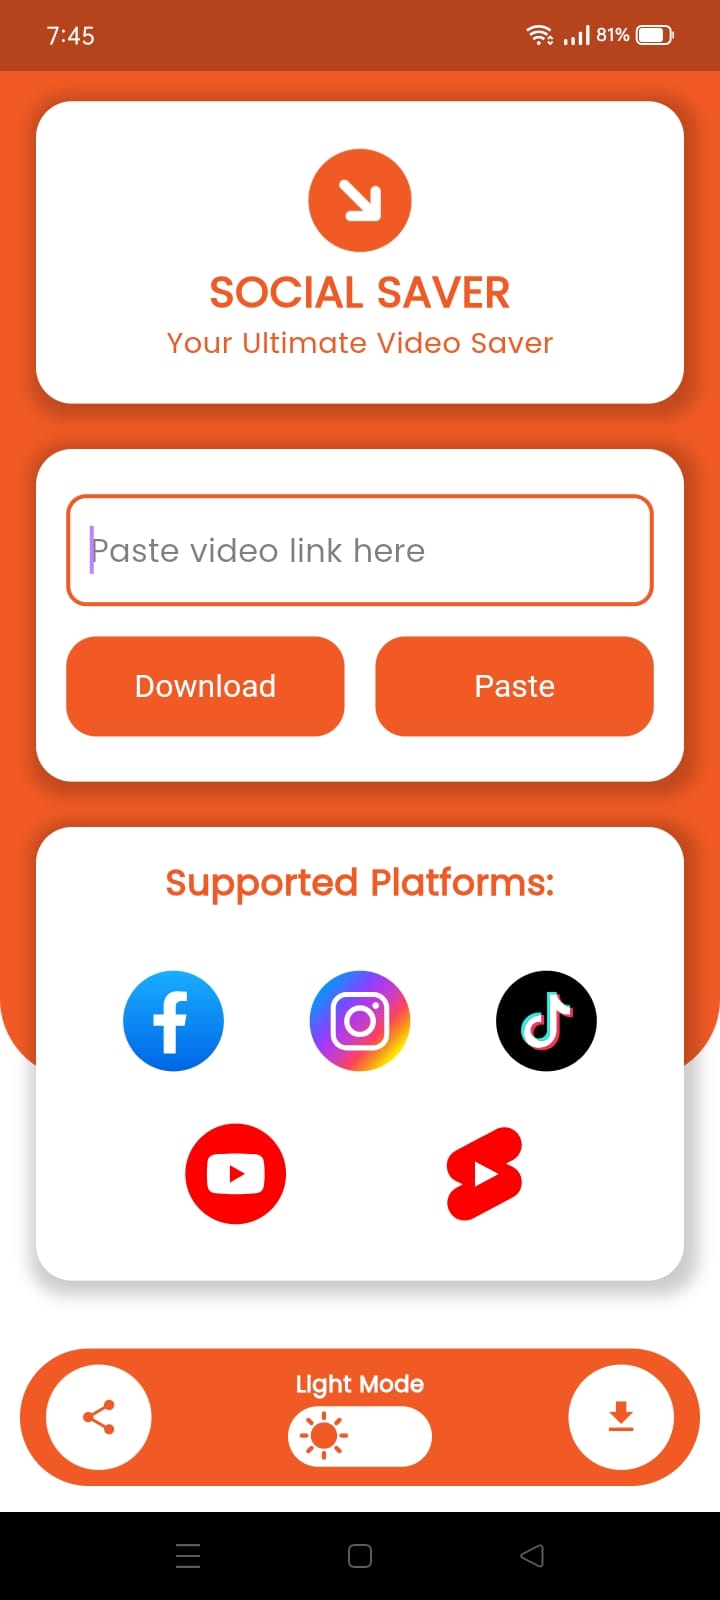 7:45
81%
SOCIAL SAVER
Your Ultimate Video Saver
Paste video link here
Download
Paste
Supported Platforms:
Light Mode